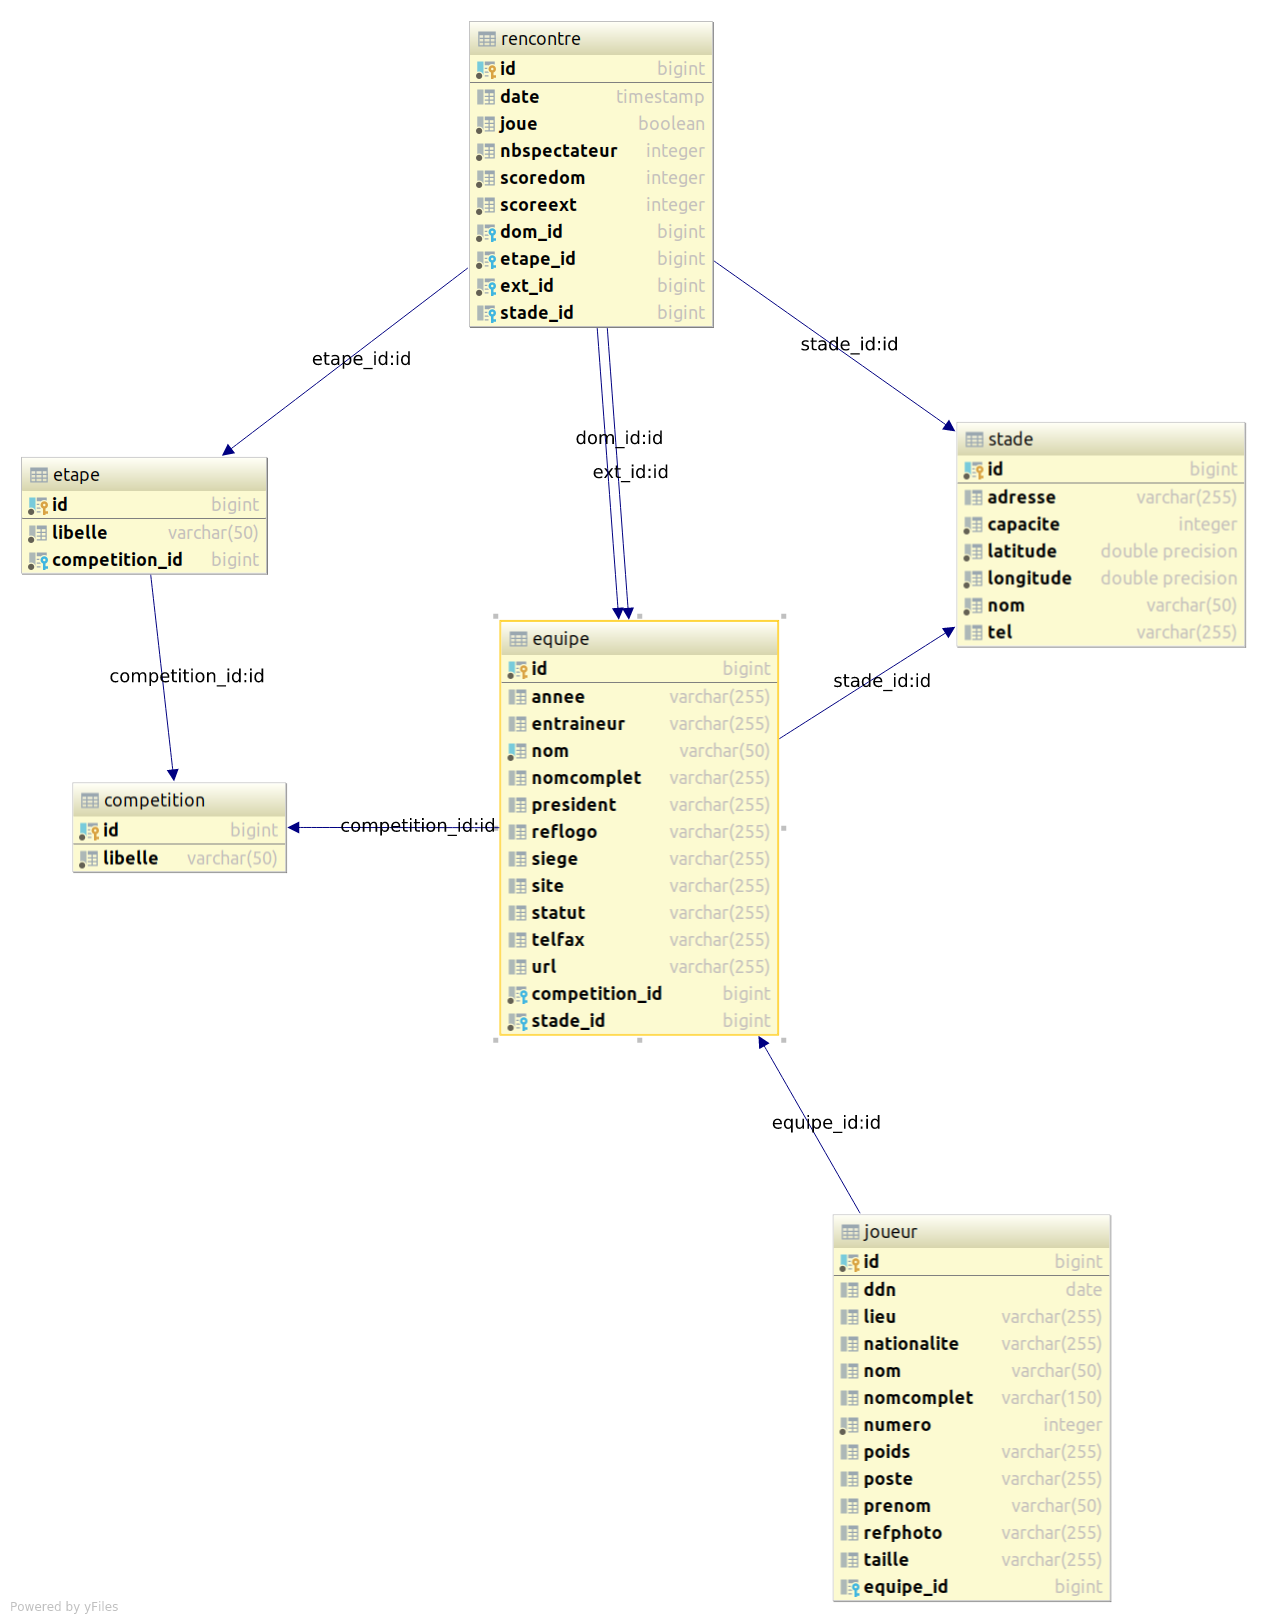 rencontre
id bigint
date timestamp
joue boolean
nbspectateur integer
scoredom integer
scoreext integer
dom_id bigint
etape_id bigint
ext_id bigint
stade_id bigint
etape_id:id
stade_id:id
dom_id:id
ext_id:id
etape
id bigint
libelle varchar(50)
competition_id bigint
stade
id bigint
adresse varchar(255)
capacite integer
latitude double precision
longitude double precision
nom varchar(50)
tel varchar(255)
competition_id:id
stade_id:id
equipe
id bigint
annee varchar(255)
entraineur varchar(255)
nom varchar(50)
nomcomplet varchar(255)
president varchar(255)
reflogo varchar(255)
siege varchar(255)
site varchar(255)
statut varchar(255)
telfax varchar(255)
url varchar(255)
competition_id bigint
stade_id bigint
competition
id bigint
libelle varchar(50)
competition_id:id
equipe_id:id
joueur
id bigint
ddn date
lieu varchar(255)
nationalite varchar(255)
nom varchar(50)
nomcomplet varchar(150)
numero integer
poids varchar(255)
poste varchar(255)
prenom varchar(50)
refphoto varchar(255)
taille varchar(255)
equipe_id bigint
Powered by yFiles